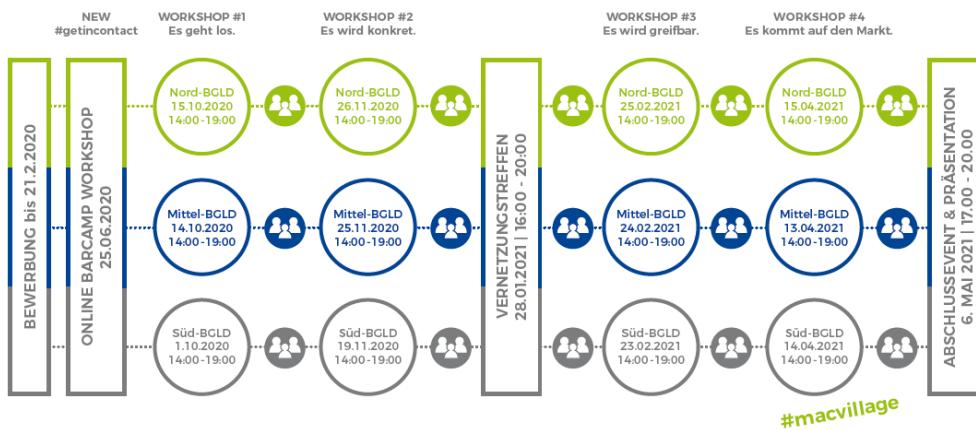 NEW
#getincontact
WORKSHOP #1
Es geht los.
WORKSHOP #2
Es wird konkret.
WORKSHOP #3
Es wird greifbar.
WORKSHOP #4
Es kommt auf den Markt.
BEWERBUNG bis 21.2.2020
ONLINE BARCAMP WORKSHOP
25.06.2020
Nord-BGLD
15.10.2020
14:00-19:00
Nord-BGLD
26.11.2020
14:00-19:00
VERNETZUNGSTREFFEN
28.01.2021 | 16:00 - 20:00
Nord-BGLD
25.02.2021
14:00-19:00
Nord-BGLD
15.04.2021
14:00-19:00
ABSCHLUSSEVENT & PRÄSENTATION
6. MAI 2021 | 17.00 - 20.00
Mittel-BGLD
14.10.2020
14:00-19:00
Mittel-BGLD
25.11.2020
14:00-19:00
Mittel-BGLD
24.02.2021
14:00-19:00
Mittel-BGLD
13.04.2021
14:00-19:00
Süd-BGLD
1.10.2020
14:00-19:00
Süd-BGLD
19.11.2020
14:00-19:00
Süd-BGLD
23.02.2021
14:00-19:00
Süd-BGLD
14.04.2021
14:00-19:00
#macvillage